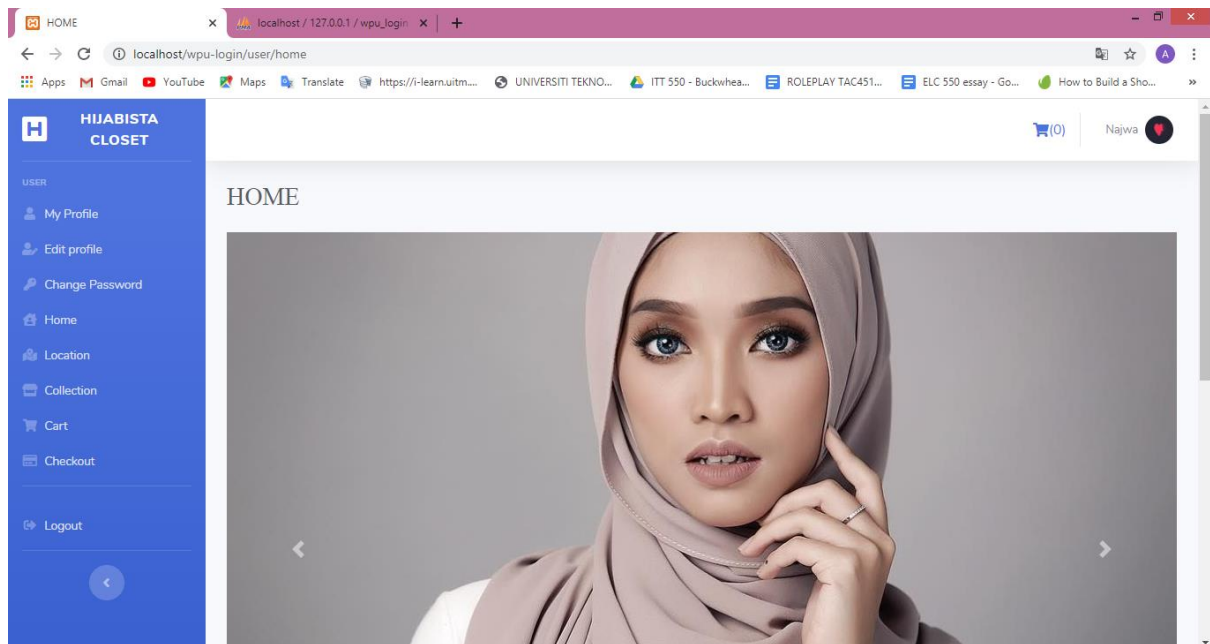 HOME
localhost / 127.0.0.1 / wpu_login
localhost/wpu-login/user/home
A
Apps Gmail YouTube Maps Translate https://i-learn.uitm.... UNIVERSITI TEKNO... ITT 550 - Buckwhea... ROLEPLAY TAC451... ELC 550 essay - Go... How to Build a Sho... »
H HIJABISTA
CLOSET
(0) Najwa
USER
My Profile
Edit profile
Change Password
Home
Location
Collection
Cart
Checkout
Logout
HOME